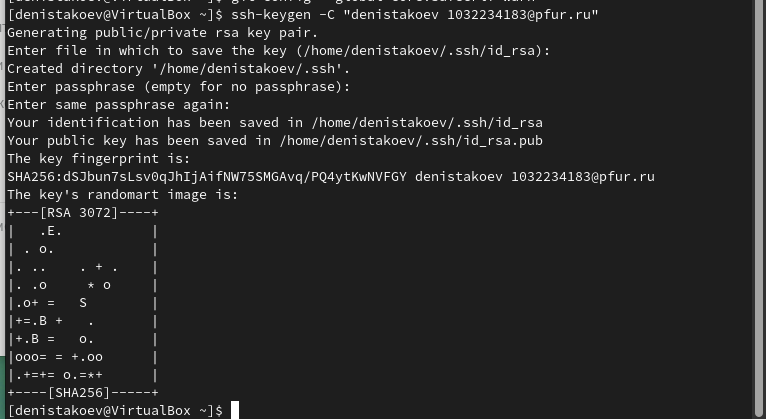 [denistakoev@VirtualBox ~]$ ssh-keygen -C "denistakoev 1032234183@pfur.ru"
Generating public/private rsa key pair.
Enter file in which to save the key (/home/denistakoev/.ssh/id_rsa):
Created directory '/home/denistakoev/.ssh'.
Enter passphrase (empty for no passphrase):
Enter same passphrase again:
Your identification has been saved in /home/denistakoev/.ssh/id_rsa
Your public key has been saved in /home/denistakoev/.ssh/id_rsa.pub
The key fingerprint is:
SHA256:dSJbun7sLsv0qJhIjAifNW75SMGAvq/PQ4ytKwNVFGY denistakoev 1032234183@pfur.ru
The key's randomart image is:
+---[RSA 3072]----+
|    .E.          |
|  . o.           |
|. ..    . + .    |
|. .o     * o     |
|.o+ =   S        |
|+=.B +   .       |
|+.B =   o.       |
|ooo= = +.oo      |
|.+=+= o.=*+      |
+----[SHA256]-----+
[denistakoev@VirtualBox ~]$